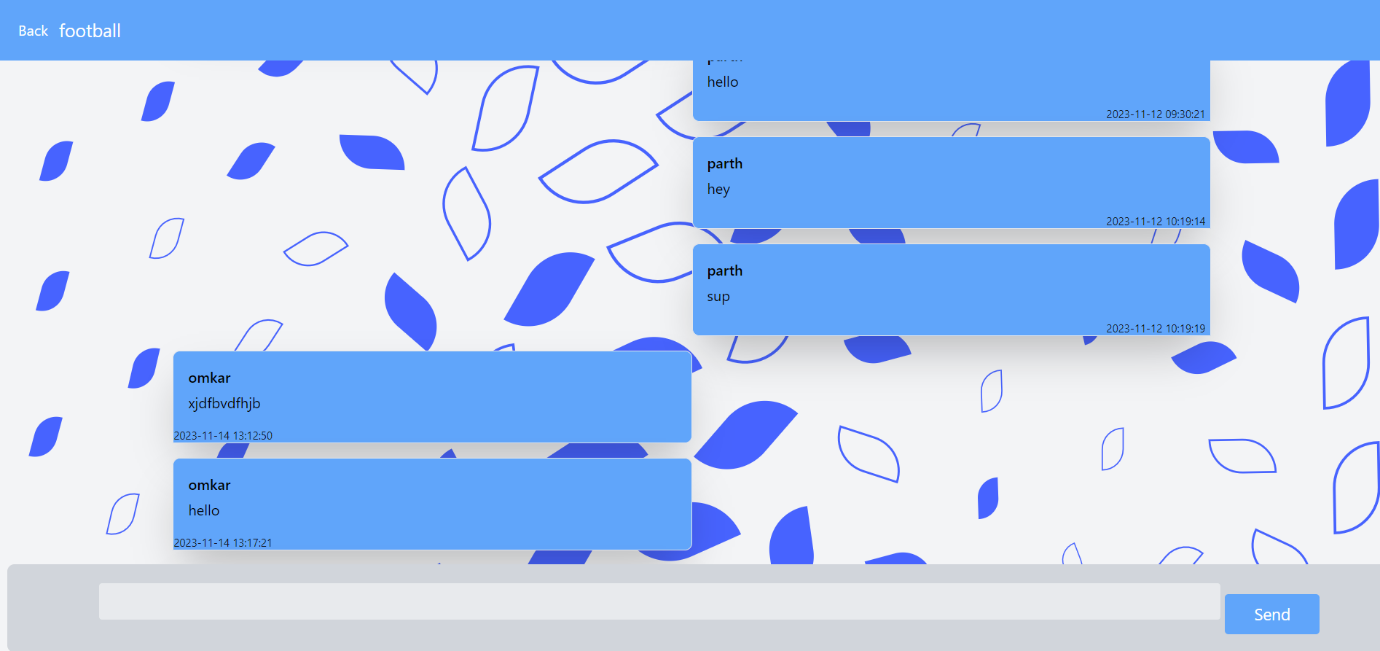 Back football
hello
2023-11-12 09:30:21
parth
hey
2023-11-12 10:19:14
parth
sup
2023-11-12 10:19:19
omkar
xjdfbvdfhjb
2023-11-14 13:12:50
omkar
hello
2023-11-14 13:17:21
Send